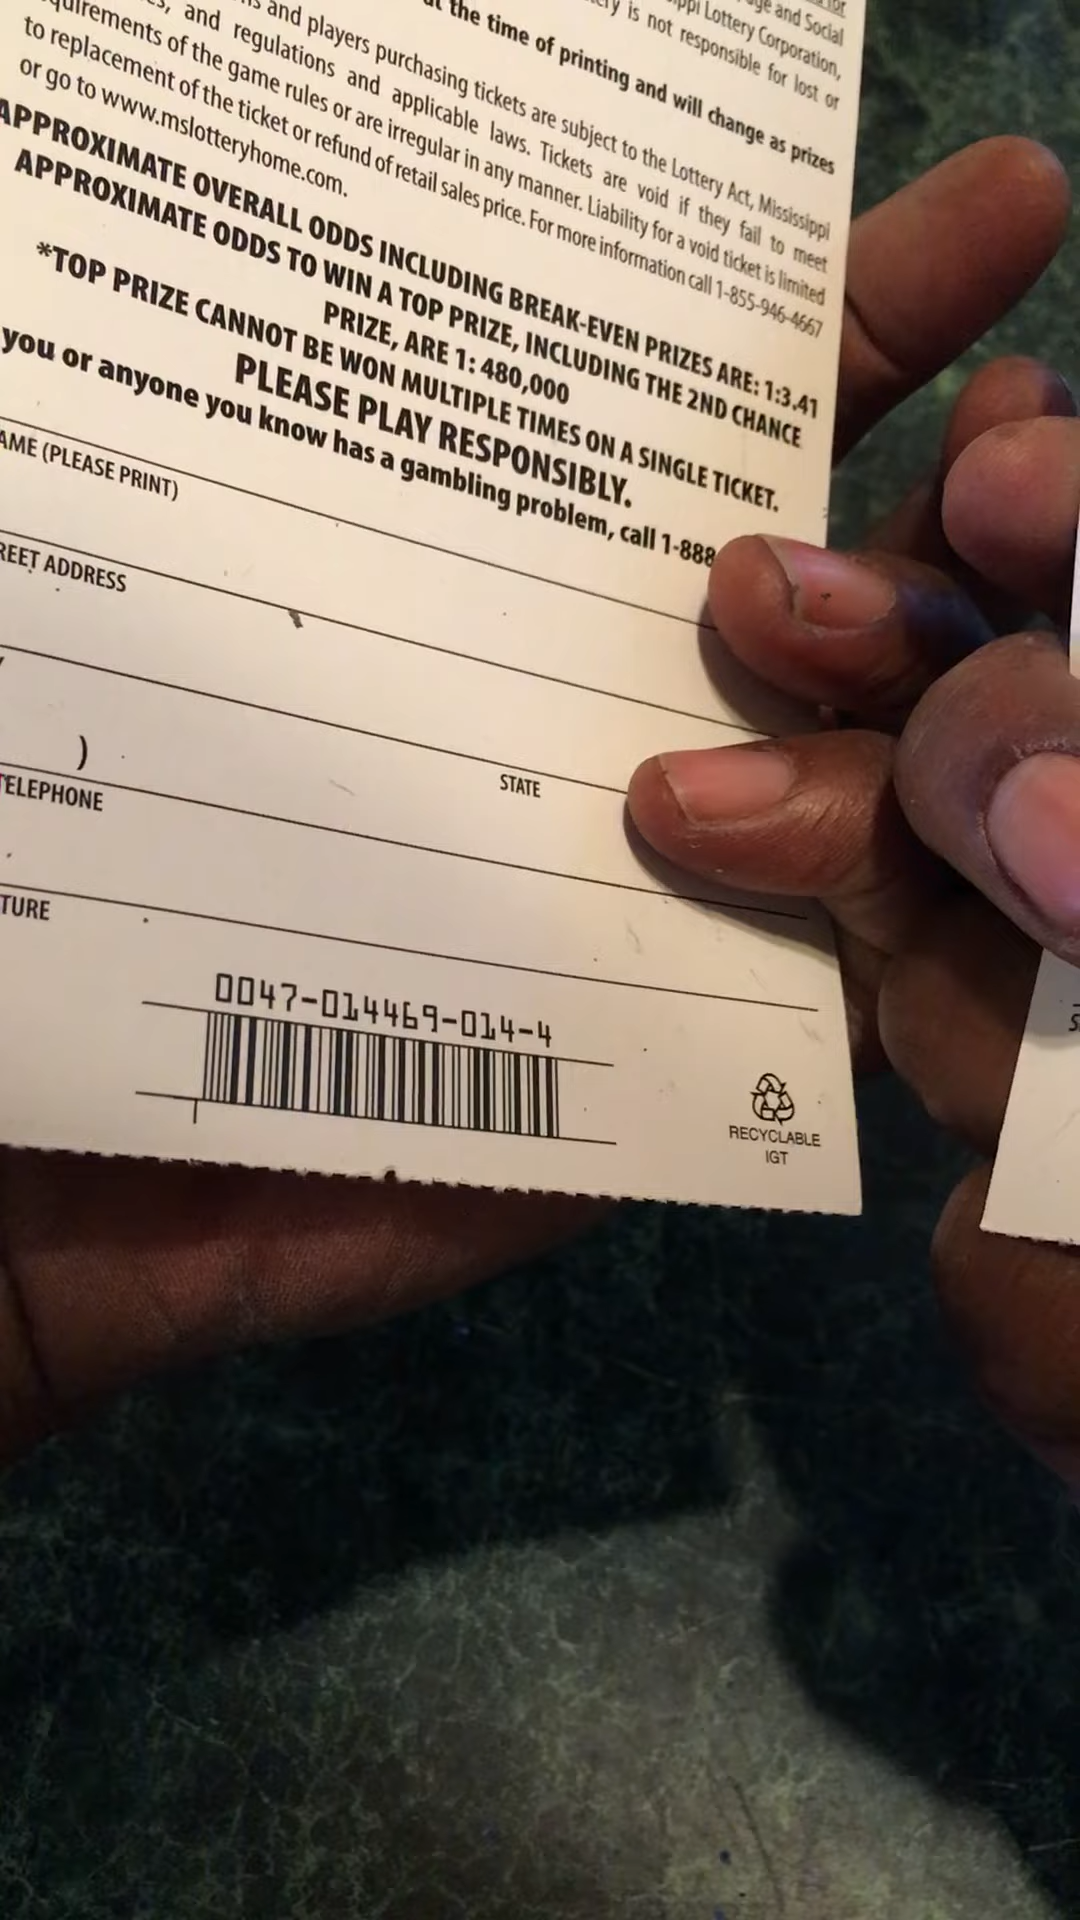 ge and Social
ppi Lottery Corporation,
ry is not responsible for lost or
the time of printing and will change as prizes
and players purchasing tickets are subject to the Lottery Act, Mississippi
and regulations and applicable laws. Tickets are void if they fail to meet
quirements of the game rules or are irregular in any manner. Liability for a void ticket is limited
to replacement of the ticket or refund of retail sales price. For more information call 1-855-946-4667
or go to www.mslotteryhome.com.
APPROXIMATE OVERALL ODDS INCLUDING BREAK-EVEN PRIZES ARE: 1:3.41
APPROXIMATE ODDS TO WIN A TOP PRIZE, INCLUDING THE 2ND CHANCE
PRIZE, ARE 1: 480,000
*TOP PRIZE CANNOT BE WON MULTIPLE TIMES ON A SINGLE TICKET.
PLEASE PLAY RESPONSIBLY.
you or anyone you know has a gambling problem, call 1-888
AME (PLEASE PRINT)
REET ADDRESS
STATE
)
TELEPHONE
TURE
0047-014469-014-4
RECYCLABLE
IGT